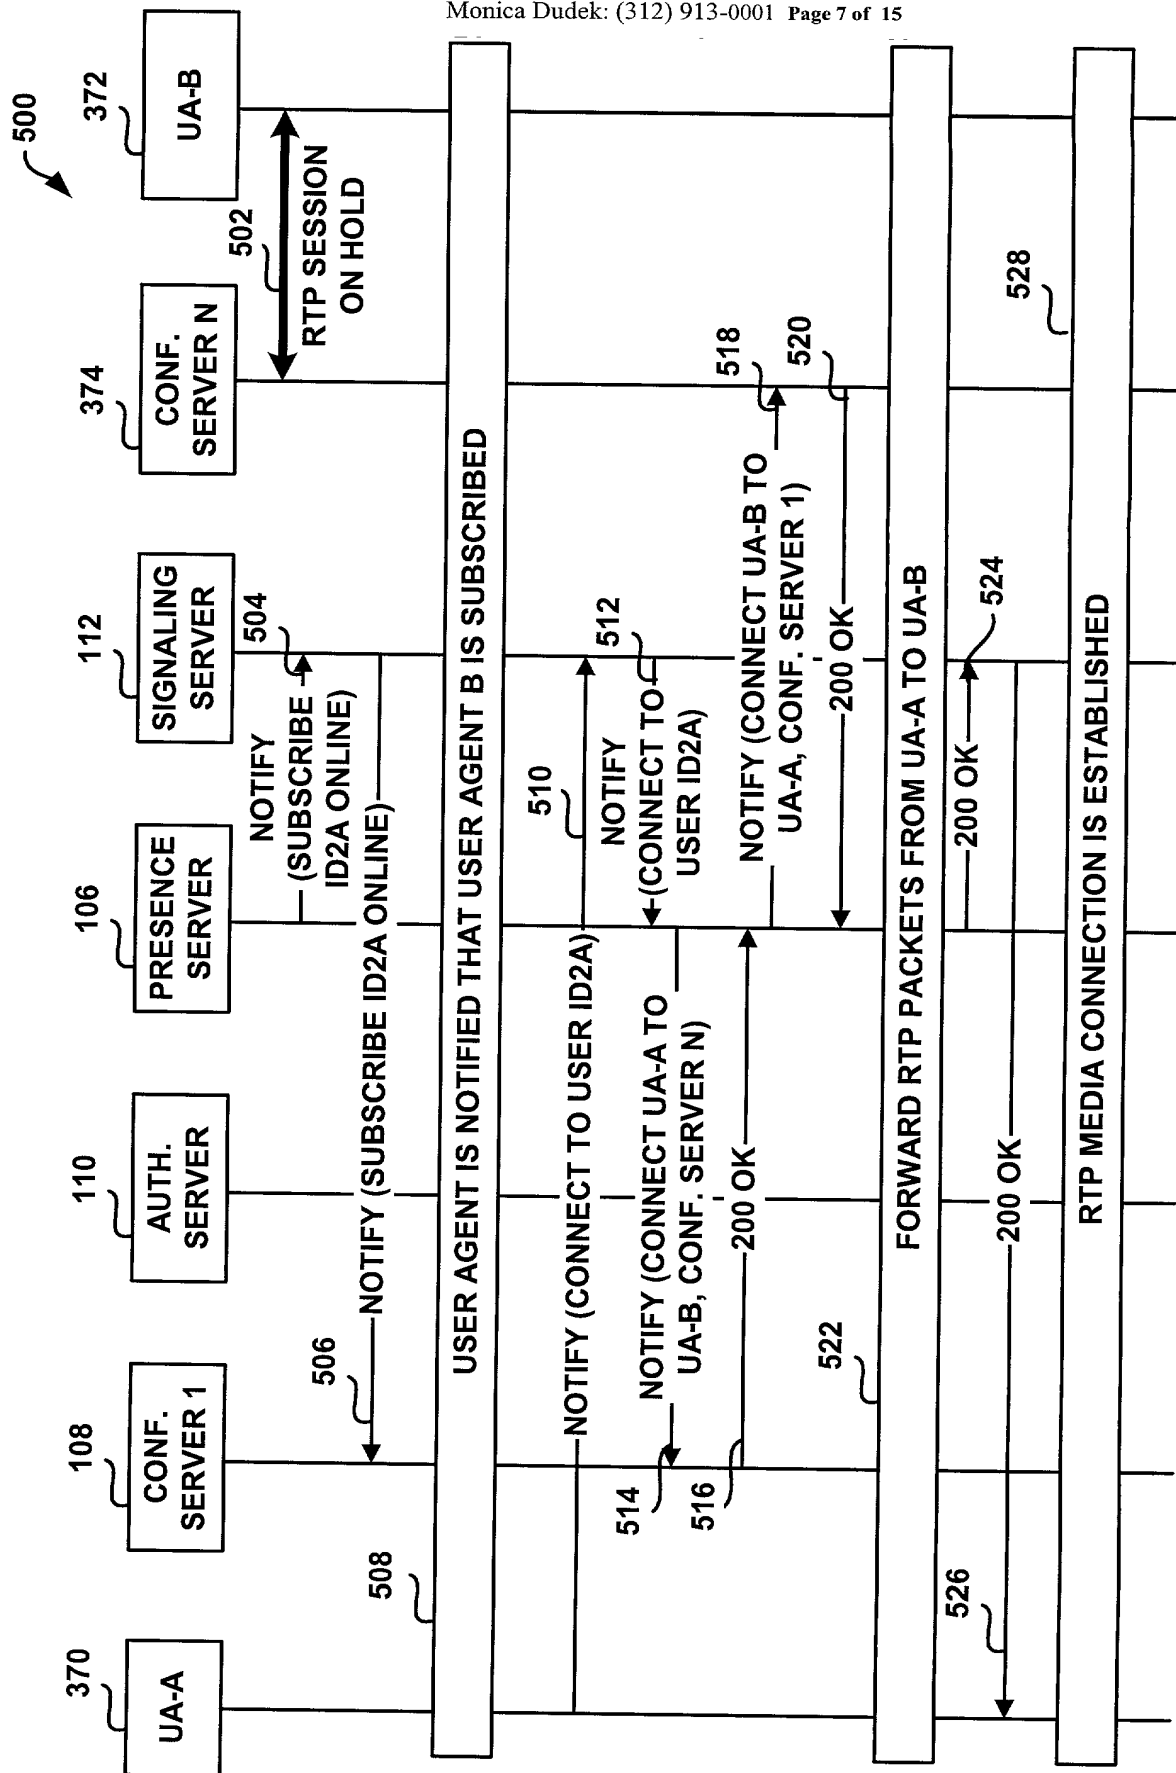 Monica Dudek: (312) 913-0001 Page 7 of 15
500
370
UA-A
108
CONF.
SERVER 1
110
AUTH.
SERVER
106
PRESENCE
SERVER
112
SIGNALING
SERVER
374
CONF.
SERVER N
372
UA-B
502
RTP SESSION
ON HOLD
504
NOTIFY
(SUBSCRIBE
ID2A ONLINE)
506
NOTIFY (SUBSCRIBE ID2A ONLINE)
508
USER AGENT IS NOTIFIED THAT USER AGENT B IS SUBSCRIBED
510
NOTIFY (CONNECT TO USER ID2A)
512
NOTIFY
(CONNECT TO
USER ID2A)
514
NOTIFY (CONNECT UA-A TO
UA-B, CONF. SERVER N)
516
200 OK
518
NOTIFY (CONNECT UA-B TO
UA-A, CONF. SERVER 1)
520
200 OK
522
FORWARD RTP PACKETS FROM UA-A TO UA-B
524
200 OK
526
200 OK
528
RTP MEDIA CONNECTION IS ESTABLISHED